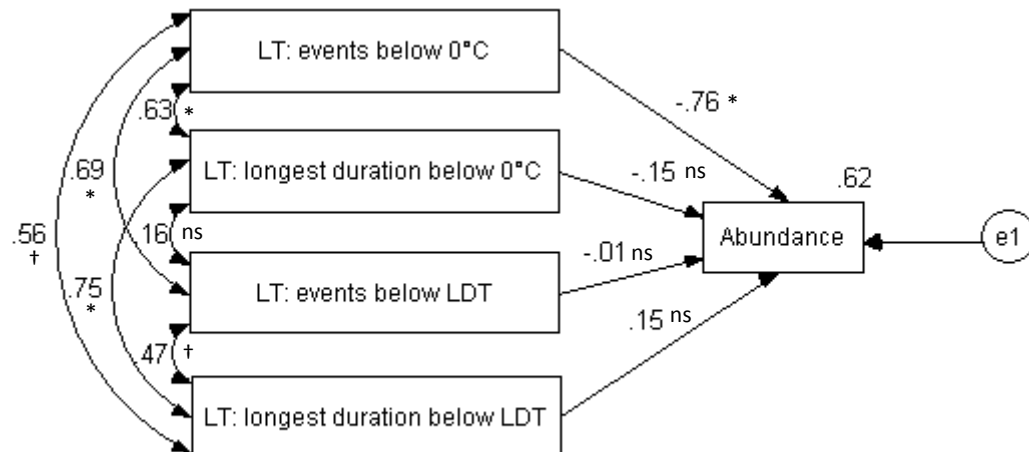 LT: events below 0°C
-.76 *
.63 *
LT: longest duration below 0°C
.62
-.15 ns
.69
*
Abundance
e1
.56
†
16 ns
-.01 ns
LT: events below LDT
.75
*
.15 ns
.47 †
LT: longest duration below LDT